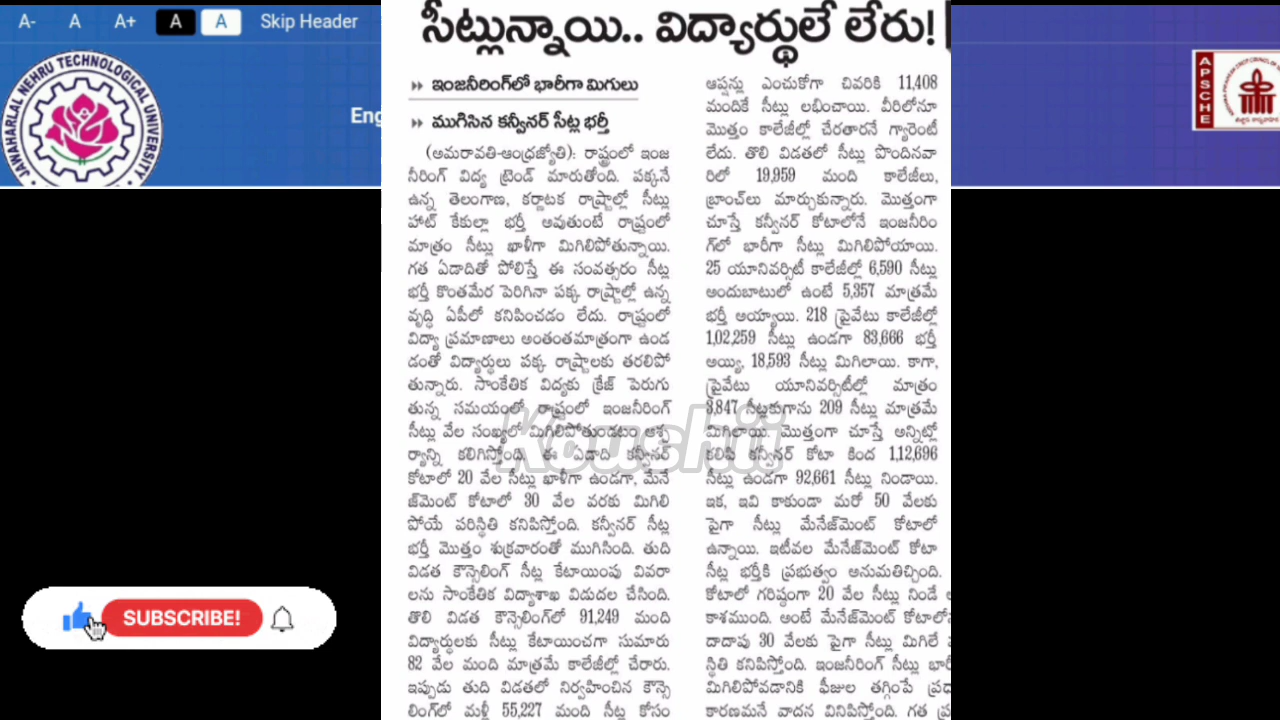 A- A A+ A A Skip Header
JAWAHARLAL NEHRU TECHNOLOGICAL UNIVERSITY
Eng
APSCHE
సీట్లున్నాయి.. విద్యార్థులే లేరు!
ఇంజనీరింగ్‌లో భారీగా మిగులు
ముగిసిన కన్వీనర్ సీట్ల భర్తీ
(అమరావతి-ఆంధ్రజ్యోతి): రాష్ట్రంలో ఇంజ
నీరింగ్ విద్య ట్రెండ్ మారుతోంది. పక్కనే
ఉన్న తెలంగాణ, కర్ణాటక రాష్ట్రాల్లో సీట్లు
హాట్ కేకుల్లా భర్తీ అవుతుంటే రాష్ట్రంలో
మాత్రం సీట్లు ఖాళీగా మిగిలిపోతున్నాయి.
గత ఏడాదితో పోలిస్తే ఈ సంవత్సరం సీట్ల
భర్తీ కొంతమేర పెరిగినా పక్క రాష్ట్రాల్లో ఉన్న
వృద్ధి ఏపీలో కనిపించడం లేదు. రాష్ట్రంలో
విద్యా ప్రమాణాలు అంతంతమాత్రంగా ఉండ
డంతో విద్యార్థులు పక్క రాష్ట్రాలకు తరలిపో
తున్నారు. సాంకేతిక విద్యకు క్రేజ్ పెరుగు
తున్న సమయంలో రాష్ట్రంలో ఇంజనీరింగ్
సీట్లు వేల సంఖ్యలో మిగిలిపోతుండటం ఆశ్చ
ర్యాన్ని కలిగిస్తోంది. ఈ ఏడాది కన్వీనర్
కోటాలో 20 వేల సీట్లు ఖాళీగా ఉండగా, మేనే
జ్‌మెంట్ కోటాలో 30 వేల వరకు మిగిలి
పోయే పరిస్థితి కనిపిస్తోంది. కన్వీనర్ సీట్ల
భర్తీ మొత్తం శుక్రవారంతో ముగిసింది. తుది
విడత కౌన్సెలింగ్ సీట్ల కేటాయింపు వివరా
లను సాంకేతిక విద్యాశాఖ విడుదల చేసింది.
తొలి విడత కౌన్సెలింగ్‌లో 91,249 మంది
విద్యార్థులకు సీట్లు కేటాయించగా సుమారు
82 వేల మంది మాత్రమే కాలేజీల్లో చేరారు.
ఇప్పుడు తుది విడతలో నిర్వహించిన కౌన్సె
లింగ్‌లో మళ్లీ 55,227 మంది సీట్ల కోసం
ఆప్షన్లు ఎంచుకోగా చివరికి 11,408
మందికే సీట్లు లభించాయి. వీరిలోనూ
మొత్తం కాలేజీల్లో చేరతారనే గ్యారెంటీ
లేదు. తొలి విడతలో సీట్లు పొందినవా
రిలో 19,959 మంది కాలేజీలు,
బ్రాంచ్‌లు మార్చుకున్నారు. మొత్తంగా
చూస్తే కన్వీనర్ కోటాలోనే ఇంజనీరిం
గ్‌లో భారీగా సీట్లు మిగిలిపోయాయి.
25 యూనివర్సిటీ కాలేజీల్లో 6,590 సీట్లు
అందుబాటులో ఉంటే 5,357 మాత్రమే
భర్తీ అయ్యాయి. 218 ప్రైవేటు కాలేజీల్లో
1,02,259 సీట్లు ఉండగా 83,666 భర్తీ
అయ్యి, 18,593 సీట్లు మిగిలాయి. కాగా,
ప్రైవేటు యూనివర్సిటీల్లో మాత్రం
3,847 సీట్లకుగాను 209 సీట్లు మాత్రమే
మిగిలాయి. మొత్తంగా చూస్తే అన్నిట్లో
కలిపి కన్వీనర్ కోటా కింద 1,12,696
సీట్లు ఉండగా 92,661 సీట్లు నిండాయి.
ఇక, ఇవి కాకుండా మరో 50 వేలకు
పైగా సీట్లు మేనేజ్‌మెంట్ కోటాలో
ఉన్నాయి. ఇటీవల మేనేజ్‌మెంట్ కోటా
సీట్ల భర్తీకి ప్రభుత్వం అనుమతిచ్చింది.
కోటాలో గరిష్ఠంగా 20 వేల సీట్లు నిండే అ
కాశముంది. అంటే మేనేజ్‌మెంట్ కోటాలో
దాదాపు 30 వేలకు పైగా సీట్లు మిగిలే
స్థితి కనిపిస్తోంది. ఇంజనీరింగ్ సీట్లు భారీ
మిగిలిపోవడానికి ఫీజుల తగ్గింపే ప్రధా
కారణమనే వాదన వినిపిస్తోంది. గత ప్ర
Koushii
SUBSCRIBE!